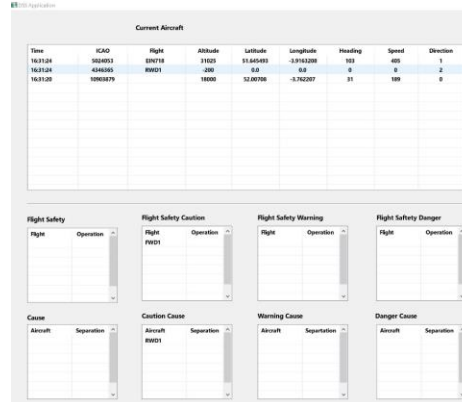 Application
Current Aircraft
Time ICAO Flight Altitude Latitude Longitude Heading Speed Direction
16:31:24 5024053 EIN718 31025 51.645493 -3.9163208 103 405 1
16:31:24 4346365 RWD1 -200 0.0 0.0 0 0 2
16:31:20 10903879 18000 52.00708 -3.762207 31 189 0
Flight Safety Flight Safety Caution Flight Safety Warning Flight Saftety Danger
Flight Operation Flight Operation Flight Operation Flight Operation
FWD1
Cause Caution Cause Warning Cause Danger Cause
Aircraft Separation Aircraft Separation Aircraft Separtation Aircraft Separation
RWD1